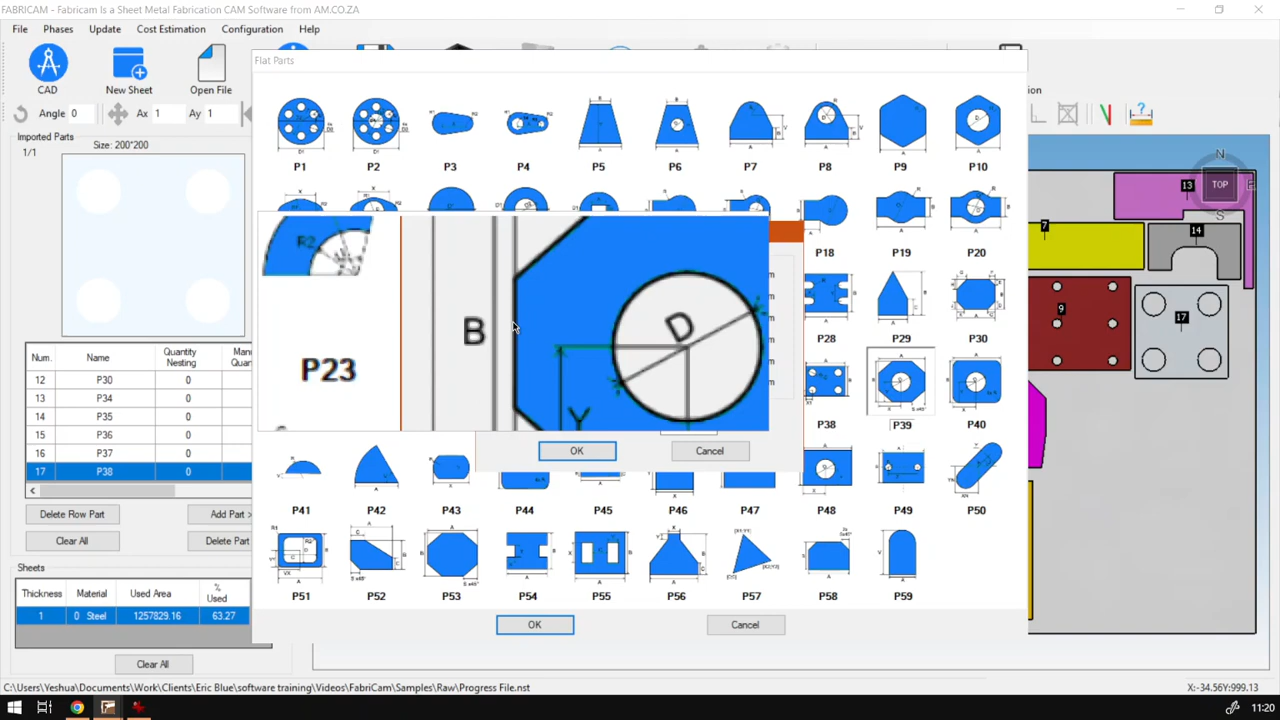 FABRICAM - Fabricam Is a Sheet Metal Fabrication CAM Software from AM.CO.ZA
File Phases Update Cost Estimation Configuration Help
CAD New Sheet Open File
Angle 0 Ax 1 Ay 1
Imported Parts
1/1 Size: 200*200
Num. Name Quantity Nesting
12 P30 0
13 P34 0
14 P35 0
15 P36 0
16 P37 0
17 P38 0
Delete Row Part Add Part >
Clear All Delete Part
Sheets
Thickness Material Used Area % Used
1 0 Steel 1257829.16 63.27
Clear All
Flat Parts
P1 P2 P3 P4 P5 P6 P7 P8 P9 P10
P18 P19 P20
P28 P29 P30
P38 P39 P40
P41 P42 P43 P44 P45 P46 P47 P48 P49 P50
P51 P52 P53 P54 P55 P56 P57 P58 P59
R2
P23
B
D
Y
OK Cancel
OK Cancel
N
TOP
E
S
13
7
14
9
17
C:\Users\Yeshua\Documents\Work\Clients\Eric Blue\software training\Videos\FabriCam\Samples\Raw\Progress File.nst
X:-34.56Y:999.13
11:20